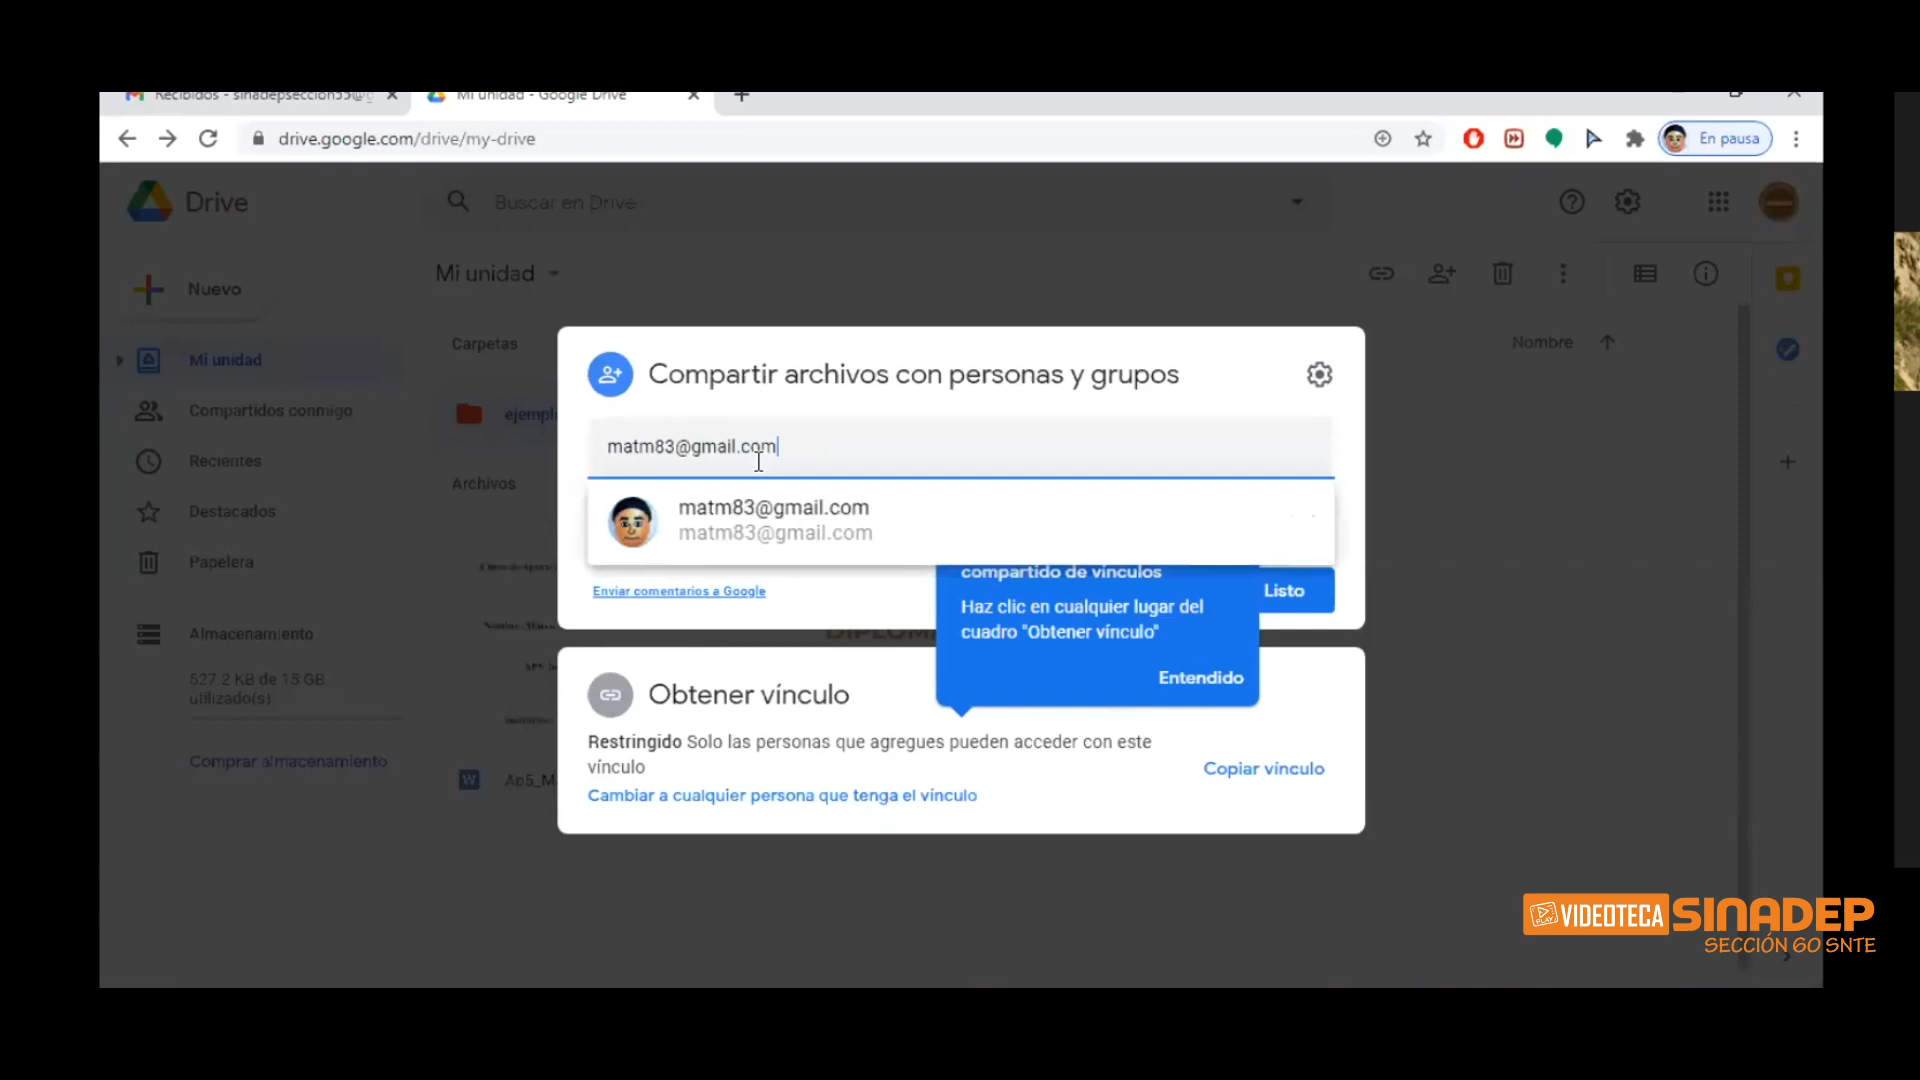 Recibidos - sinadepseccion55@g
Mi unidad - Google Drive
drive.google.com/drive/my-drive
En pausa
Drive
Buscar en Drive
Nuevo
Mi unidad
Mi unidad
Compartidos conmigo
Recientes
Destacados
Papelera
Almacenamiento
527.2 KB de 15 GB
utilizado(s)
Comprar almacenamiento
Carpetas
Nombre
ejempl
Archivos
Compartir archivos con personas y grupos
matm83@gmail.com
matm83@gmail.com
matm83@gmail.com
Enviar comentarios a Google
compartido de vínculos
Haz clic en cualquier lugar del
cuadro "Obtener vínculo"
Entendido
Listo
DIPLOMA
Obtener vínculo
Restringido Solo las personas que agregues pueden acceder con este
vínculo
Cambiar a cualquier persona que tenga el vínculo
Copiar vínculo
W
Ap5_M
PLAY
VIDEOTECA SINADEP
SECCIÓN 60 SNTE